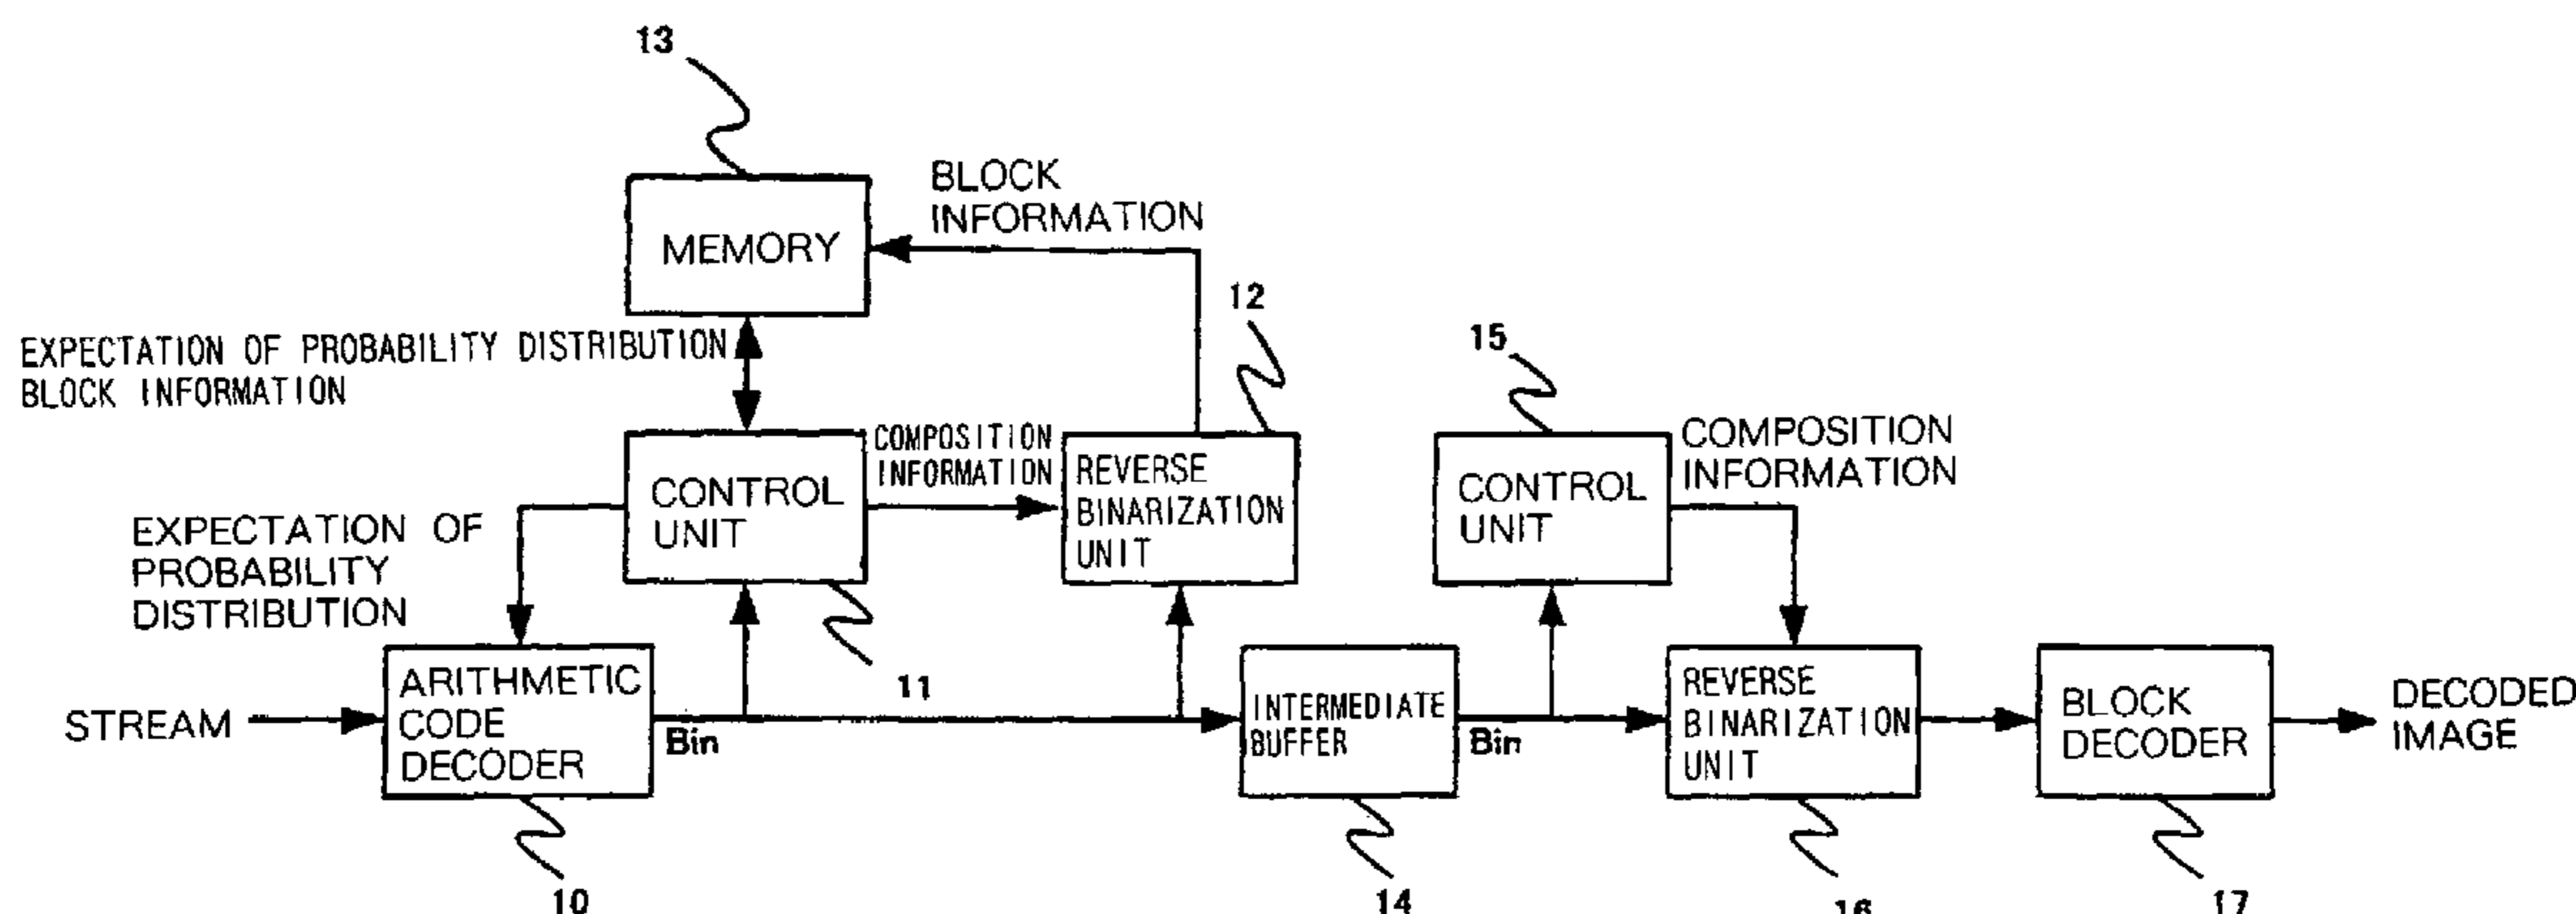 13
BLOCK
INFORMATION
MEMORY
12
EXPECTATION OF PROBABILITY DISTRIBUTION
BLOCK INFORMATION
15
COMPOSITION
INFORMATION
CONTROL
UNIT
REVERSE
BINARIZATION
UNIT
CONTROL
UNIT
COMPOSITION
INFORMATION
EXPECTATION OF
PROBABILITY
DISTRIBUTION
11
STREAM
ARITHMETIC
CODE
DECODER
Bin
INTERMEDIATE
BUFFER
Bin
REVERSE
BINARIZATION
UNIT
BLOCK
DECODER
DECODED
IMAGE
10
14
16
17